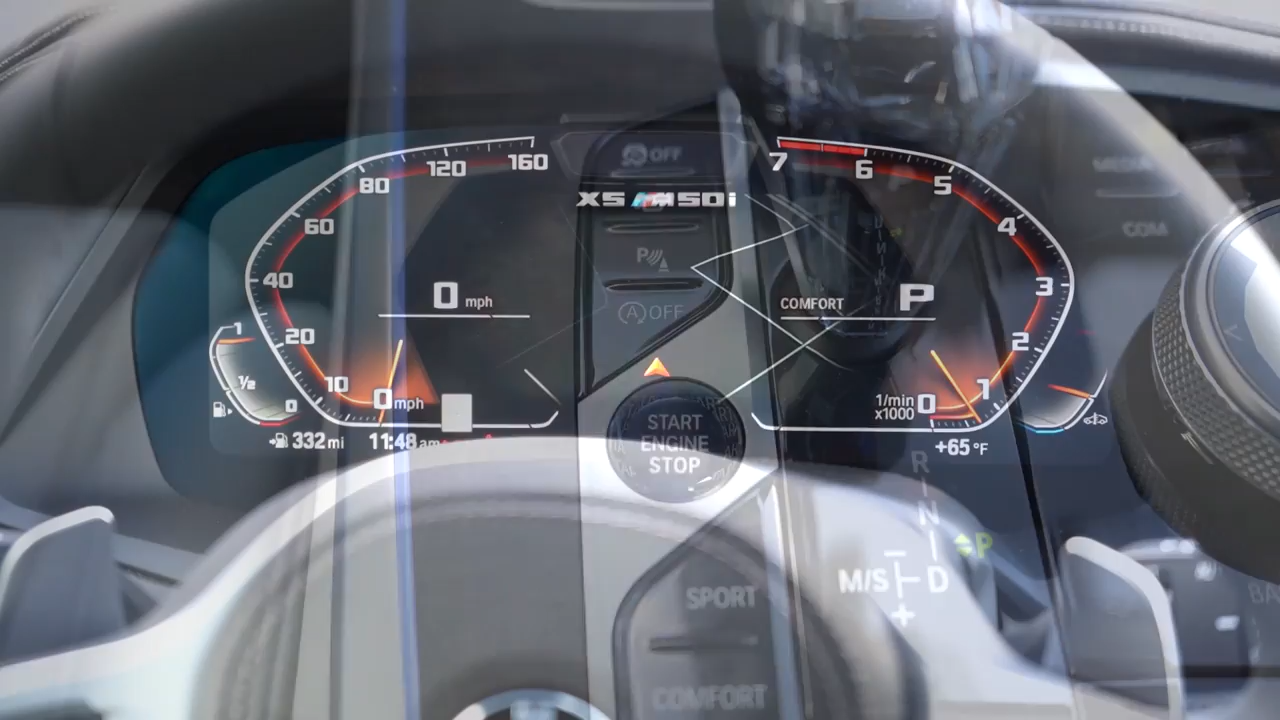 OFF
160
120
80
60
40
20
10
0 mph
X5 M50i
7
6
5
4
3
2
1
0
0 mph
COMFORT
P
P
OFF
1
1/2
0
1/min
x1000
332 mi
11:48 am
+65 °F
START
ENGINE
STOP
MEDIA
COM
R
N
P
M/S
D
+
SPORT
COMFORT